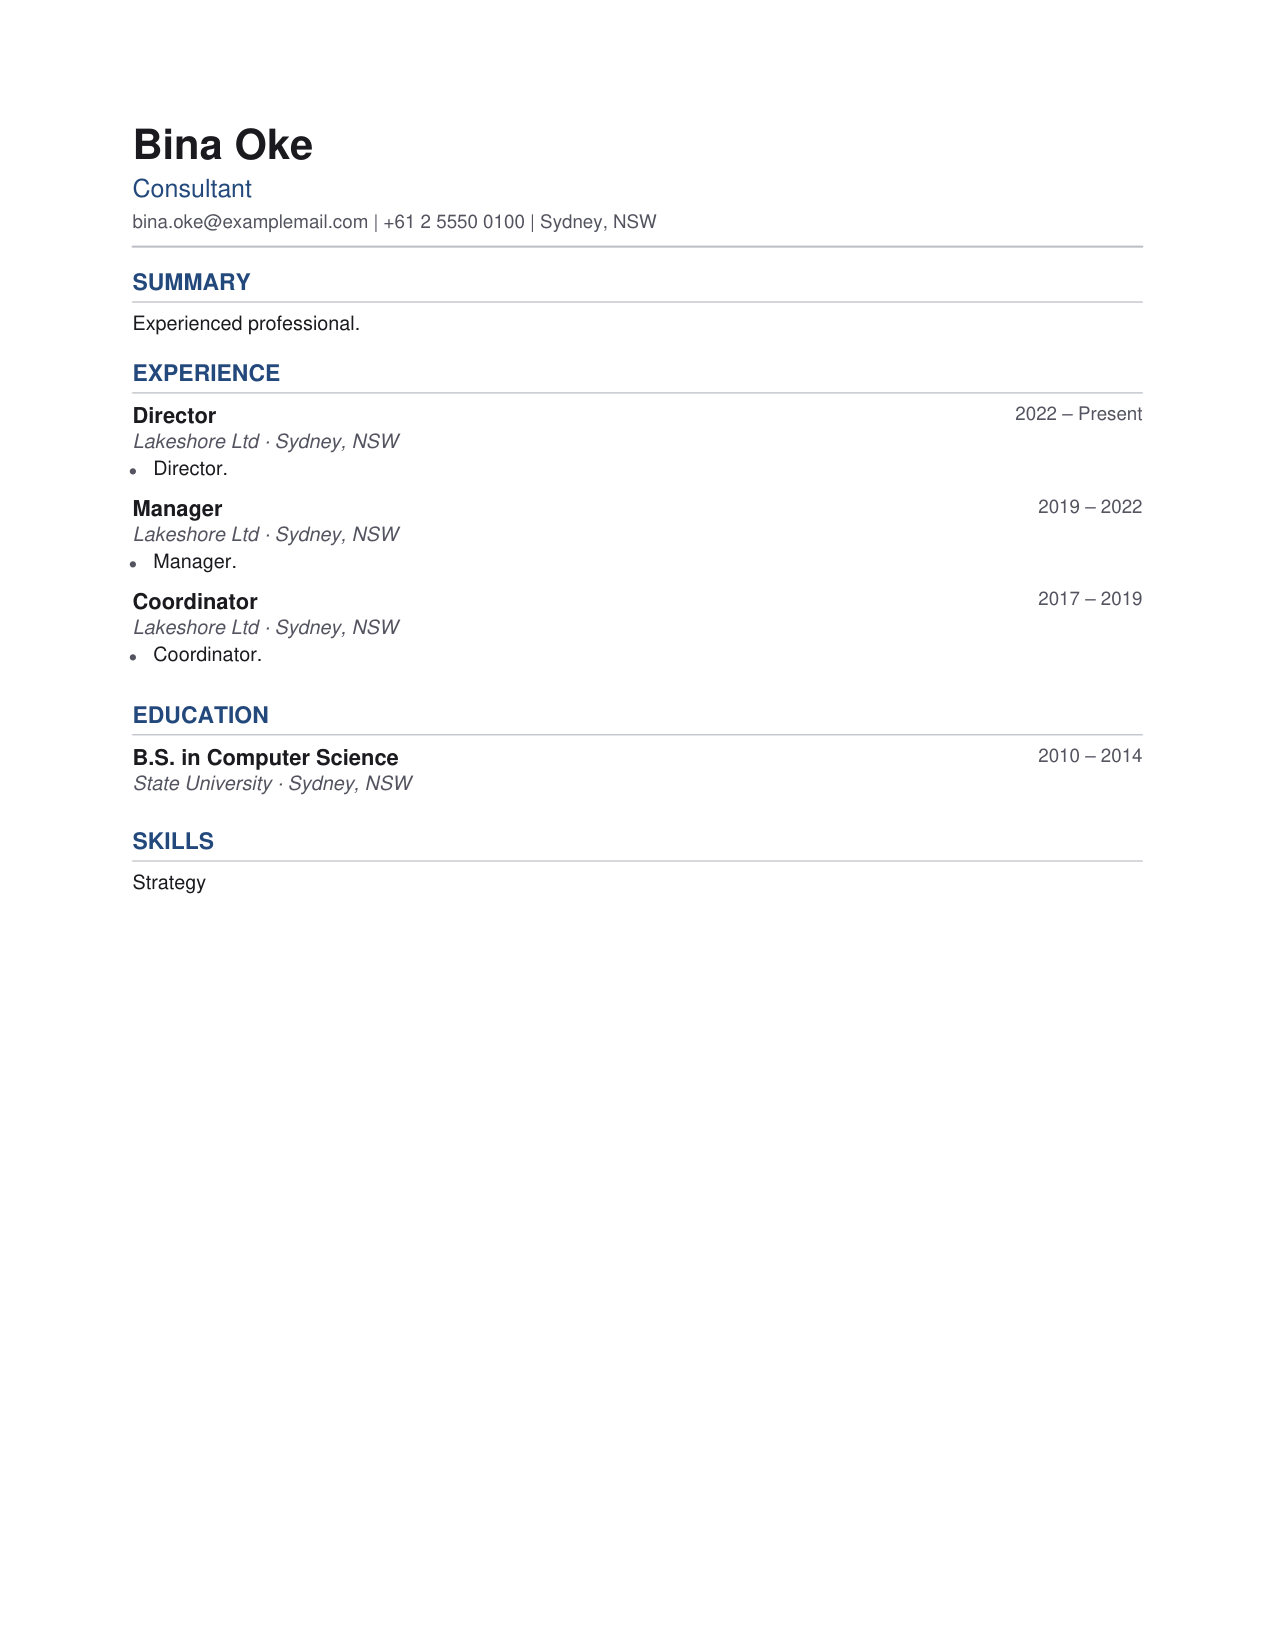 Bina Oke
Consultant
bina.oke@examplemail.com | +61 2 5550 0100 | Sydney, NSW
SUMMARY
Experienced professional.
EXPERIENCE
Director 2022 – Present
Lakeshore Ltd · Sydney, NSW
• Director.
Manager 2019 – 2022
Lakeshore Ltd · Sydney, NSW
• Manager.
Coordinator 2017 – 2019
Lakeshore Ltd · Sydney, NSW
• Coordinator.
EDUCATION
B.S. in Computer Science 2010 – 2014
State University · Sydney, NSW
SKILLS
Strategy